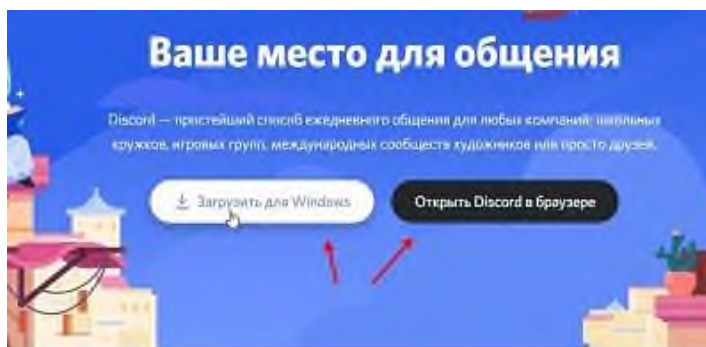 Ваше место для общения
Discord — простейший способ ежедневного общения для любых компаний: школьных
кружков, игровых групп, международных сообществ художников или просто друзей.
Загрузить для Windows
Открыть Discord в браузере